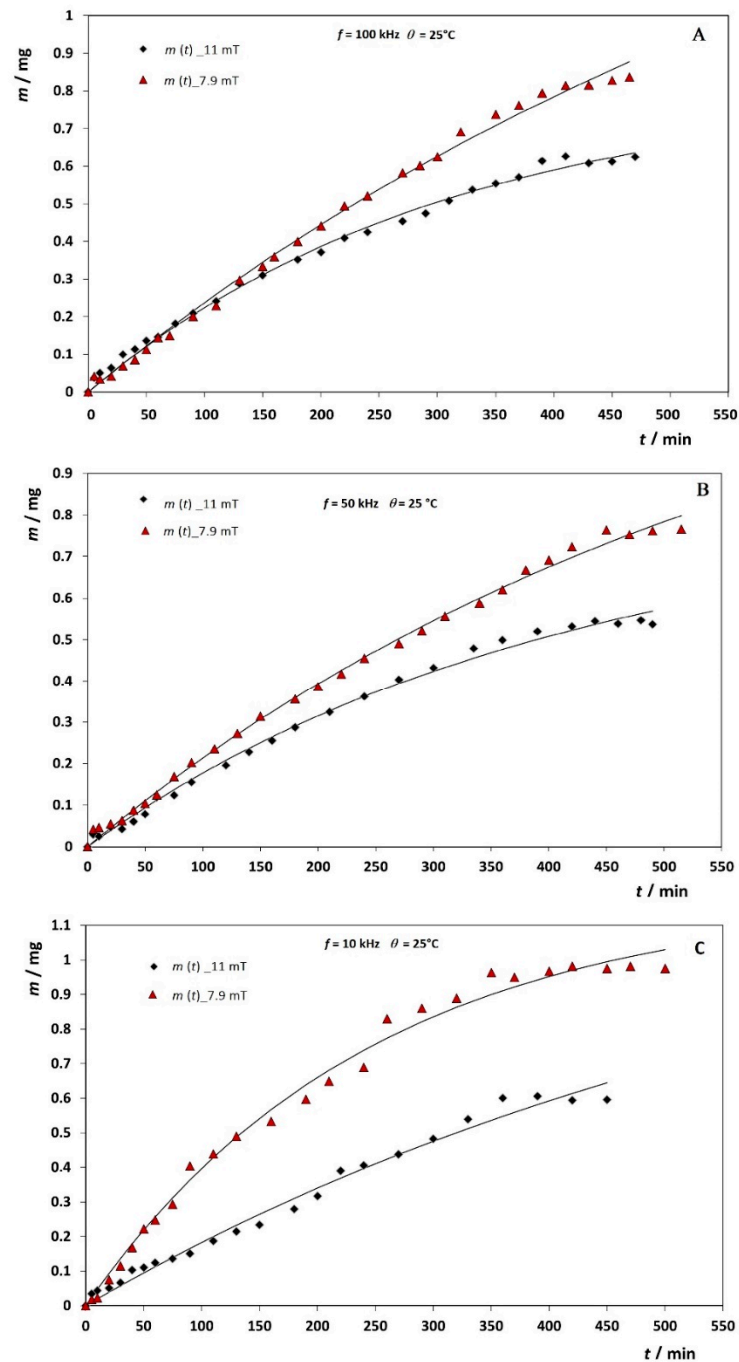 A
f = 100 kHz θ = 25°C
m (t) _11 mT
m (t)_7.9 mT
m / mg
1
0.9
0.8
0.7
0.6
0.5
0.4
0.3
0.2
0.1
0
0 50 100 150 200 250 300 350 400 450 500 550
t / min
B
f = 50 kHz θ = 25 °C
m (t) _11 mT
m (t)_7.9 mT
m / mg
0.9
0.8
0.7
0.6
0.5
0.4
0.3
0.2
0.1
0
0 50 100 150 200 250 300 350 400 450 500 550
t / min
C
f = 10 kHz θ = 25°C
m (t) _11 mT
m (t)_7.9 mT
m / mg
1.1
1
0.9
0.8
0.7
0.6
0.5
0.4
0.3
0.2
0.1
0
0 50 100 150 200 250 300 350 400 450 500 550
t / min